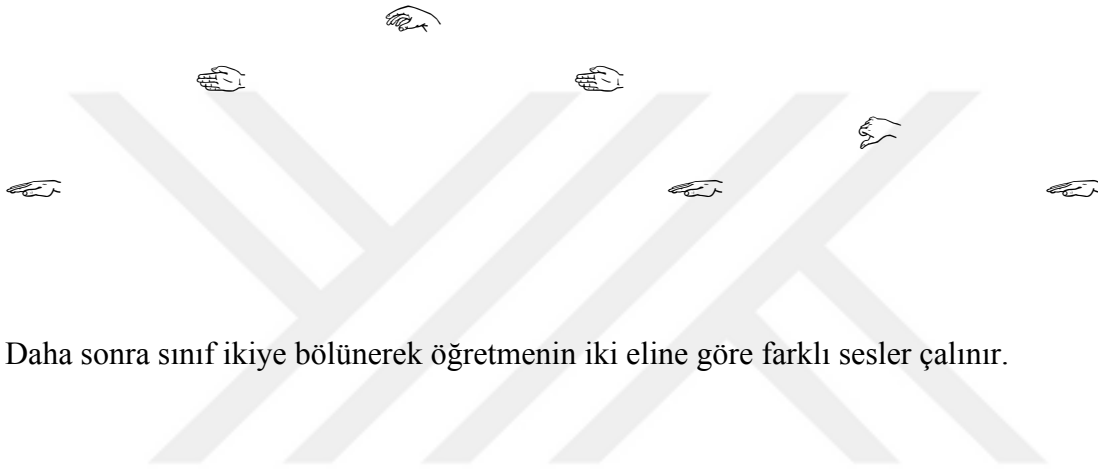 Daha sonra sınıf ikiye bölünerek öğretmenin iki eline göre farklı sesler çalınır.